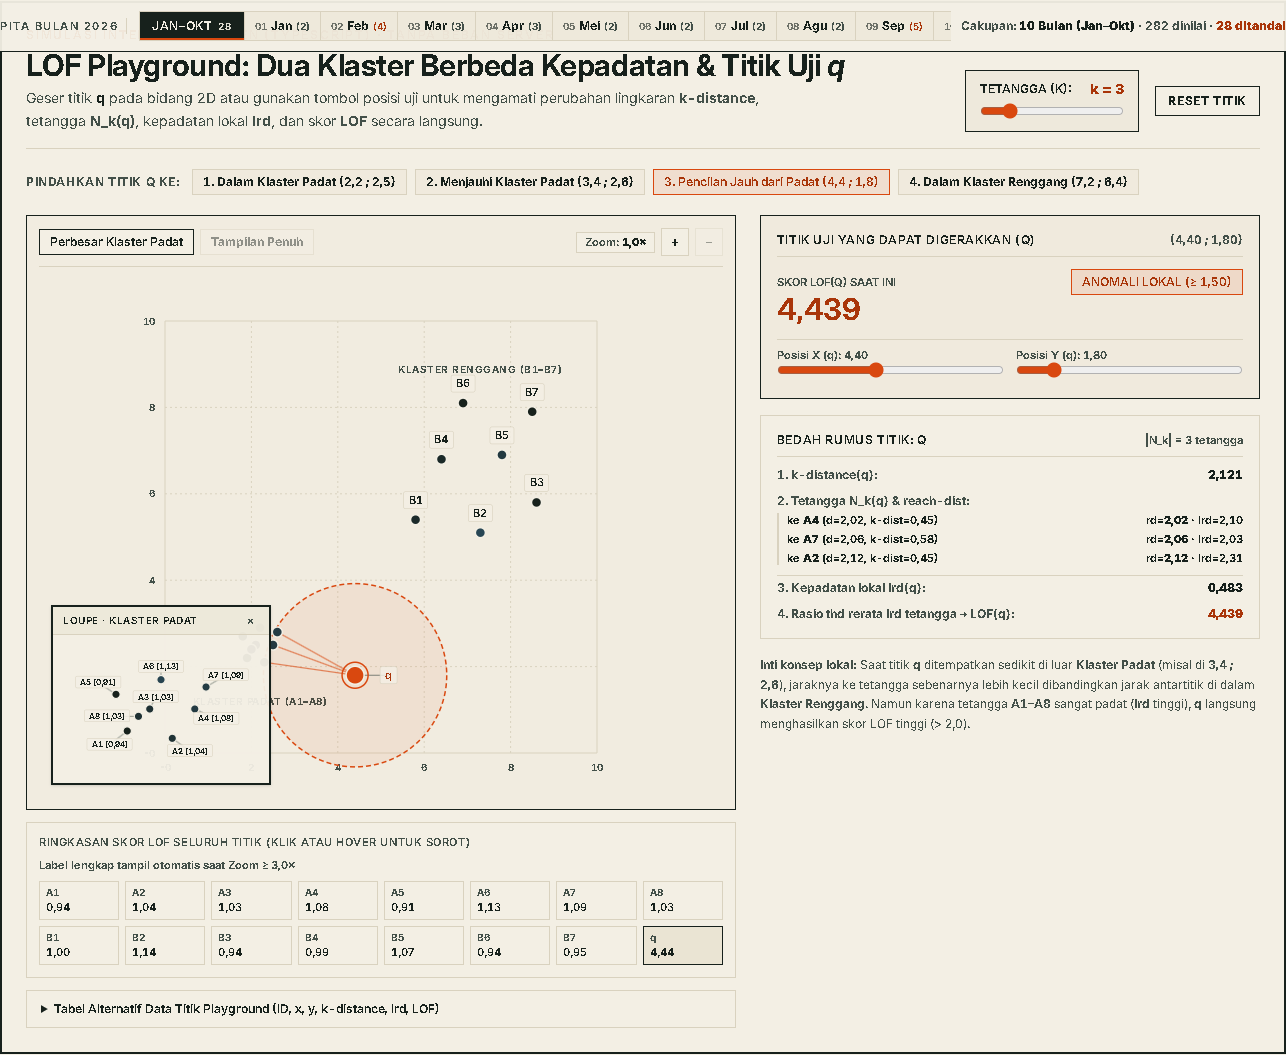 PITA BULAN 2026
JAN–OKT 28
01 Jan (2)
02 Feb (4)
03 Mar (3)
04 Apr (3)
05 Mei (2)
06 Jun (2)
07 Jul (2)
08 Agu (2)
09 Sep (5)
Cakupan: 10 Bulan (Jan–Okt) · 282 dinilai · 28 ditandai
LOF Playground: Dua Klaster Berbeda Kepadatan & Titik Uji q
Geser titik q pada bidang 2D atau gunakan tombol posisi uji untuk mengamati perubahan lingkaran k-distance,
tetangga N_k(q), kepadatan lokal lrd, dan skor LOF secara langsung.
TETANGGA (K): k = 3
RESET TITIK
PINDAHKAN TITIK Q KE:
1. Dalam Klaster Padat (2,2 ; 2,5)
2. Menjauhi Klaster Padat (3,4 ; 2,6)
3. Pencilan Jauh dari Padat (4,4 ; 1,8)
4. Dalam Klaster Renggang (7,2 ; 6,4)
Perbesar Klaster Padat
Tampilan Penuh
Zoom: 1,0×
+
−
10
8
6
4
KLASTER RENGGANG (B1–B7)
B6
B7
B4
B5
B3
B1
B2
q
KLASTER PADAT (A1–A8)
4
6
8
10
LOUPE · KLASTER PADAT ×
A6 [1,13]
A7 [1,09]
A5 [0,91]
A3 [1,03]
A8 [1,03]
A4 [1,08]
A1 [0,94]
A2 [1,04]
TITIK UJI YANG DAPAT DIGERAKKAN (Q) (4,40 ; 1,80)
SKOR LOF(Q) SAAT INI
4,439
ANOMALI LOKAL (≥ 1,50)
Posisi X (q): 4,40
Posisi Y (q): 1,80
BEDAH RUMUS TITIK: Q |N_k| = 3 tetangga
1. k-distance(q): 2,121
2. Tetangga N_k(q) & reach-dist:
ke A4 (d=2,02, k-dist=0,45) rd=2,02 · lrd=2,10
ke A7 (d=2,06, k-dist=0,58) rd=2,06 · lrd=2,03
ke A2 (d=2,12, k-dist=0,45) rd=2,12 · lrd=2,31
3. Kepadatan lokal lrd(q): 0,483
4. Rasio thd rerata lrd tetangga → LOF(q): 4,439
Inti konsep lokal: Saat titik q ditempatkan sedikit di luar Klaster Padat (misal di 3,4 ;
2,6), jaraknya ke tetangga sebenarnya lebih kecil dibandingkan jarak antartitik di dalam
Klaster Renggang. Namun karena tetangga A1–A8 sangat padat (lrd tinggi), q langsung
menghasilkan skor LOF tinggi (> 2,0).
RINGKASAN SKOR LOF SELURUH TITIK (KLIK ATAU HOVER UNTUK SOROT)
Label lengkap tampil otomatis saat Zoom ≥ 3,0×
A1 A2 A3 A4 A5 A6 A7 A8
0,94 1,04 1,03 1,08 0,91 1,13 1,09 1,03
B1 B2 B3 B4 B5 B6 B7 q
1,00 1,14 0,94 0,99 1,07 0,94 0,95 4,44
▶ Tabel Alternatif Data Titik Playground (ID, x, y, k-distance, lrd, LOF)